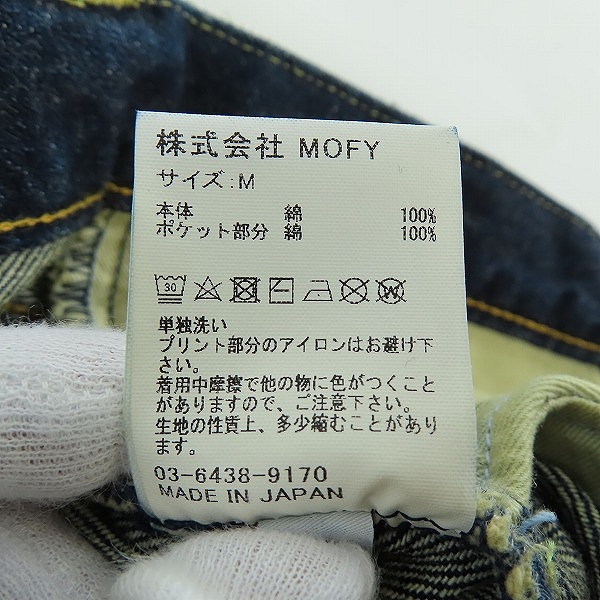 株式会社 MOFY
サイズ:M
本体 綿 100%
ポケット部分 綿 100%
30
W
単独洗い
プリント部分のアイロンはお避け下
さい。
着用中摩擦で他の物に色がつくこと
がありますので、ご注意下さい。
生地の性質上、多少縮むことがあり
ます。
03-6438-9170
MADE IN JAPAN